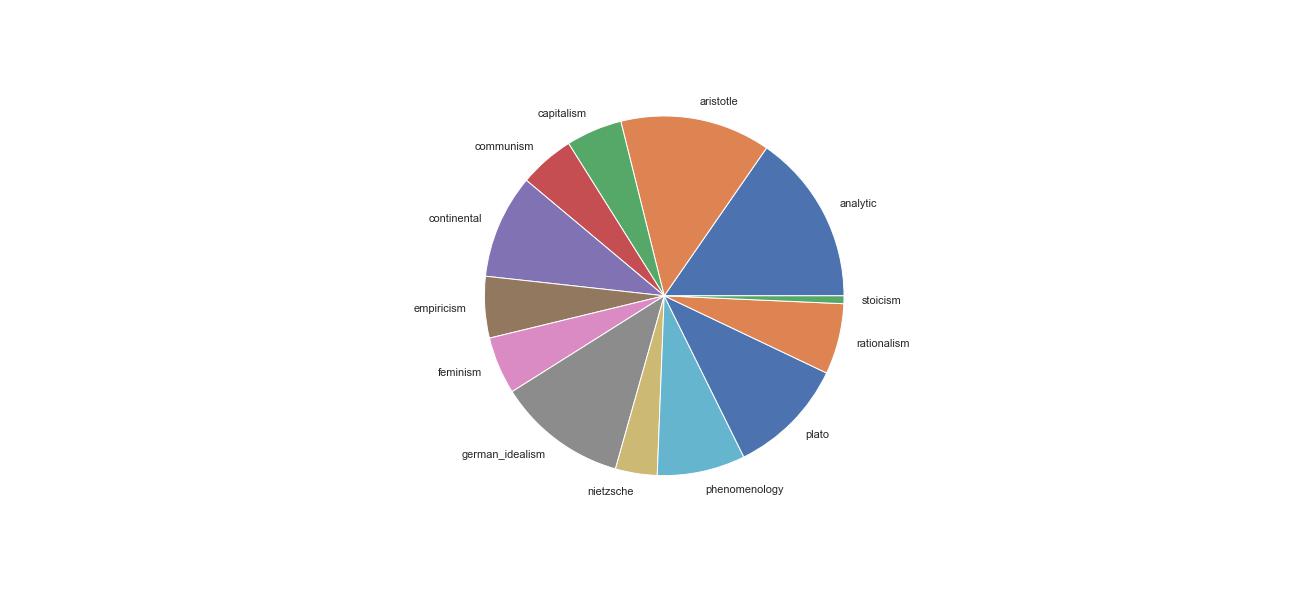 aristotle
capitalism
communism
analytic
continental
stoicism
empiricism
rationalism
feminism
plato
german_idealism
phenomenology
nietzsche